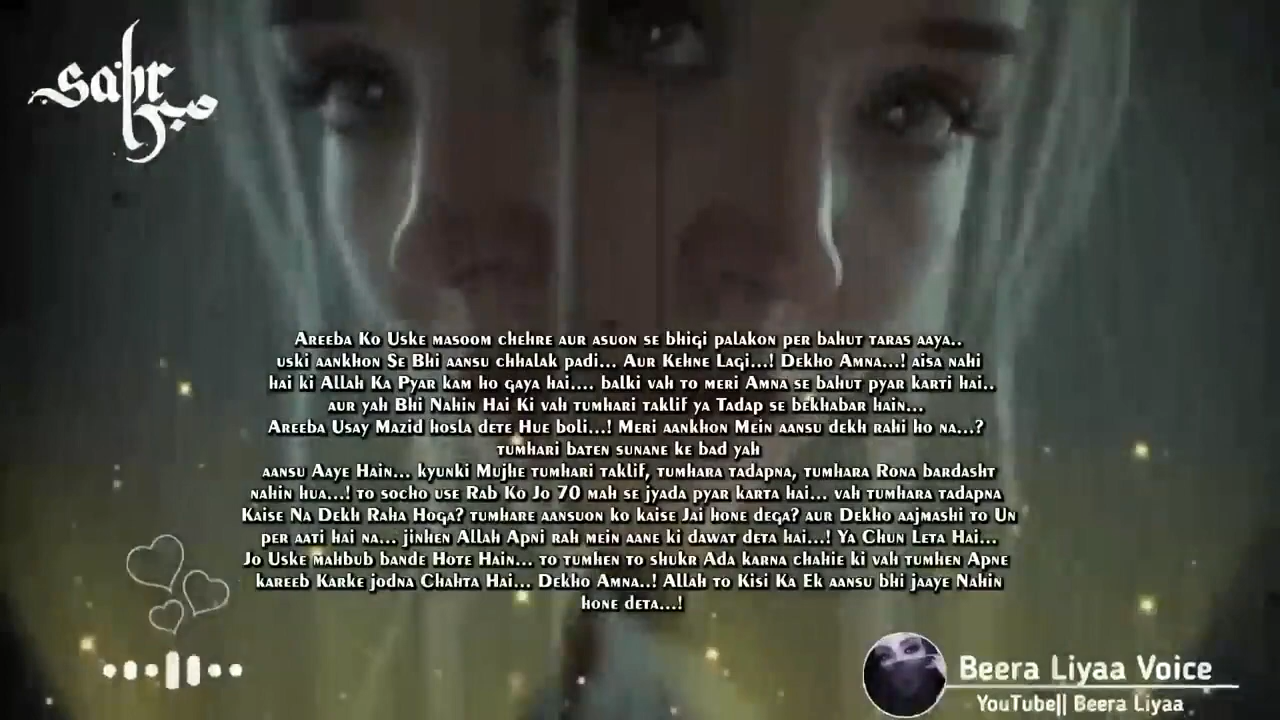 sabr
صبر
Areeba Ko Uske masoom chehre aur asuon se bhigi palakon per bahut taras aaya..
uski aankhon Se Bhi aansu chhalak padi... Aur Kehne Lagi...! Dekho Amna...! aisa nahi
hai ki Allah Ka Pyar kam ho gaya hai.... balki vah to meri Amna se bahut pyar karti hai..
aur yah Bhi Nahin Hai Ki vah tumhari taklif ya Tadap se bekhabar hain...
Areeba Usay Mazid hosla dete Hue boli...! Meri aankhon Mein aansu dekh rahi ho na...?
tumhari baten sunane ke bad yah
aansu Aaye Hain... kyunki Mujhe tumhari taklif, tumhara tadapna, tumhara Rona bardasht
nahin hua...! to socho use Rab Ko Jo 70 mah se jyada pyar karta hai... vah tumhara tadapna
Kaise Na Dekh Raha Hoga? tumhare aansuon ko kaise Jai hone dega? aur Dekho aajmashi to Un
per aati hai na... jinhen Allah Apni rah mein aane ki dawat deta hai...! Ya Chun Leta Hai...
Jo Uske mahbub bande Hote Hain... to tumhen to shukr Ada karna chahie ki vah tumhen Apne
kareeb Karke jodna Chahta Hai... Dekho Amna..! Allah to Kisi Ka Ek aansu bhi jaaye Nahin
hone deta...!
Beera Liyaa Voice
YouTube|| Beera Liyaa